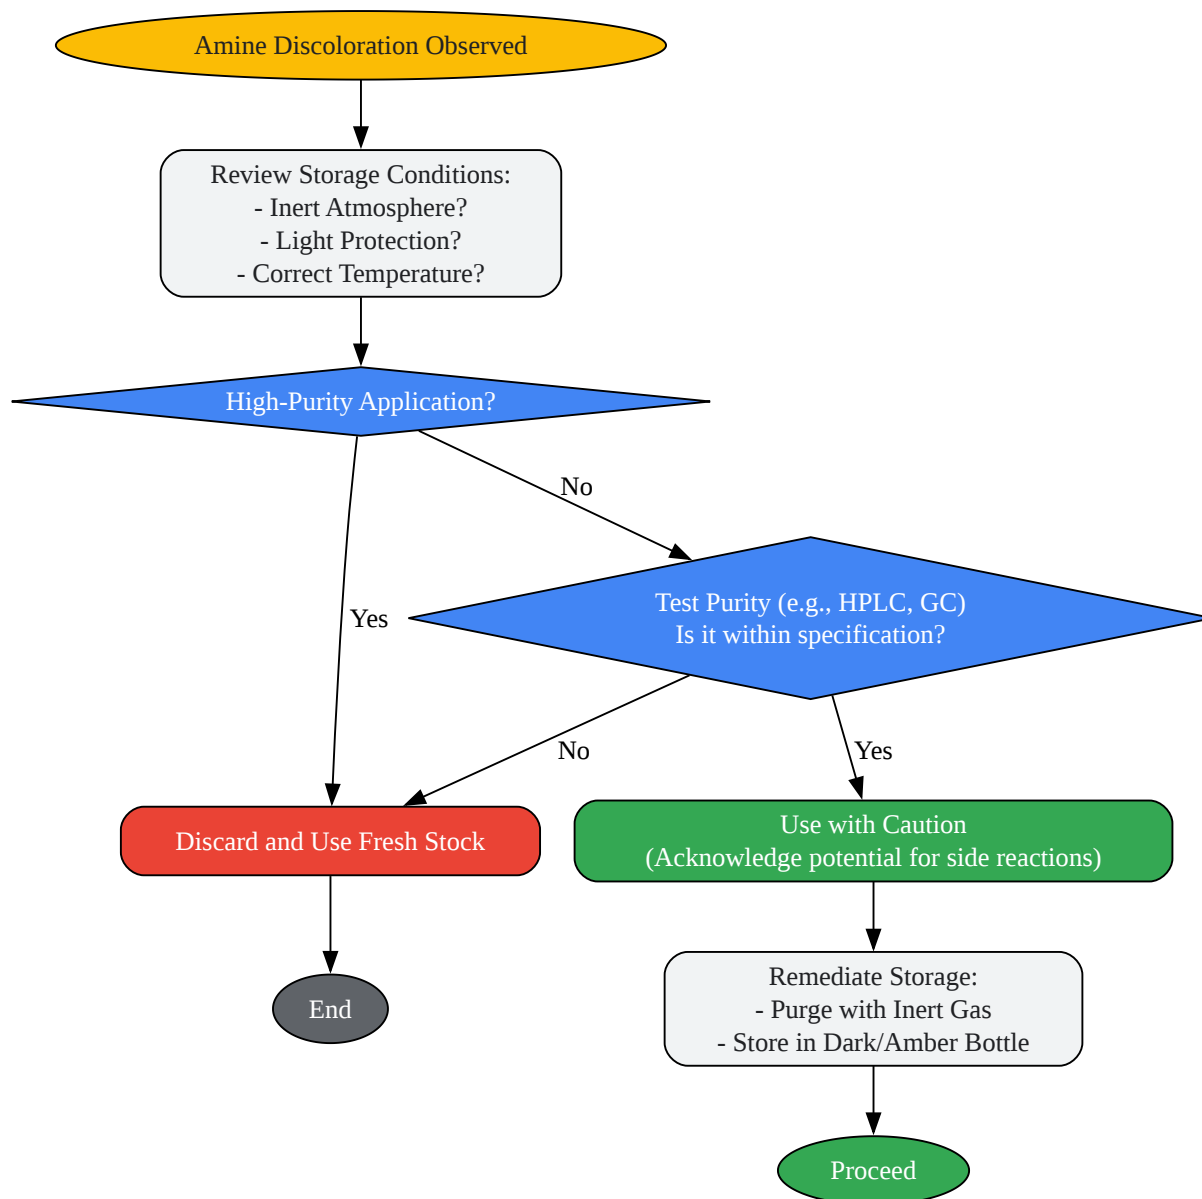 Amine Discoloration Observed
Review Storage Conditions:
- Inert Atmosphere?
- Light Protection?
- Correct Temperature?
High-Purity Application?
No
Test Purity (e.g., HPLC, GC)
Is it within specification?
Yes
No
Yes
Discard and Use Fresh Stock
Use with Caution
(Acknowledge potential for side reactions)
End
Remediate Storage:
- Purge with Inert Gas
- Store in Dark/Amber Bottle
Proceed